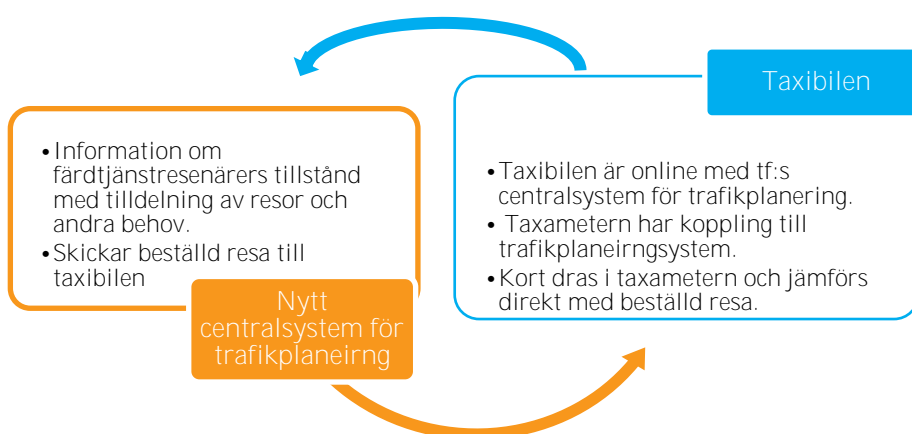 • Information om
färdtjänstresenärers tillstånd
med tilldelning av resor och
andra behov.
• Skickar beställd resa till
taxibilen
Nytt
centralsystem för
trafikplaneirng
Taxibilen
• Taxibilen är online med tf:s
centralsystem för trafikplanering.
• Taxametern har koppling till
trafikplaneirngsystem.
• Kort dras i taxametern och jämförs
direkt med beställd resa.